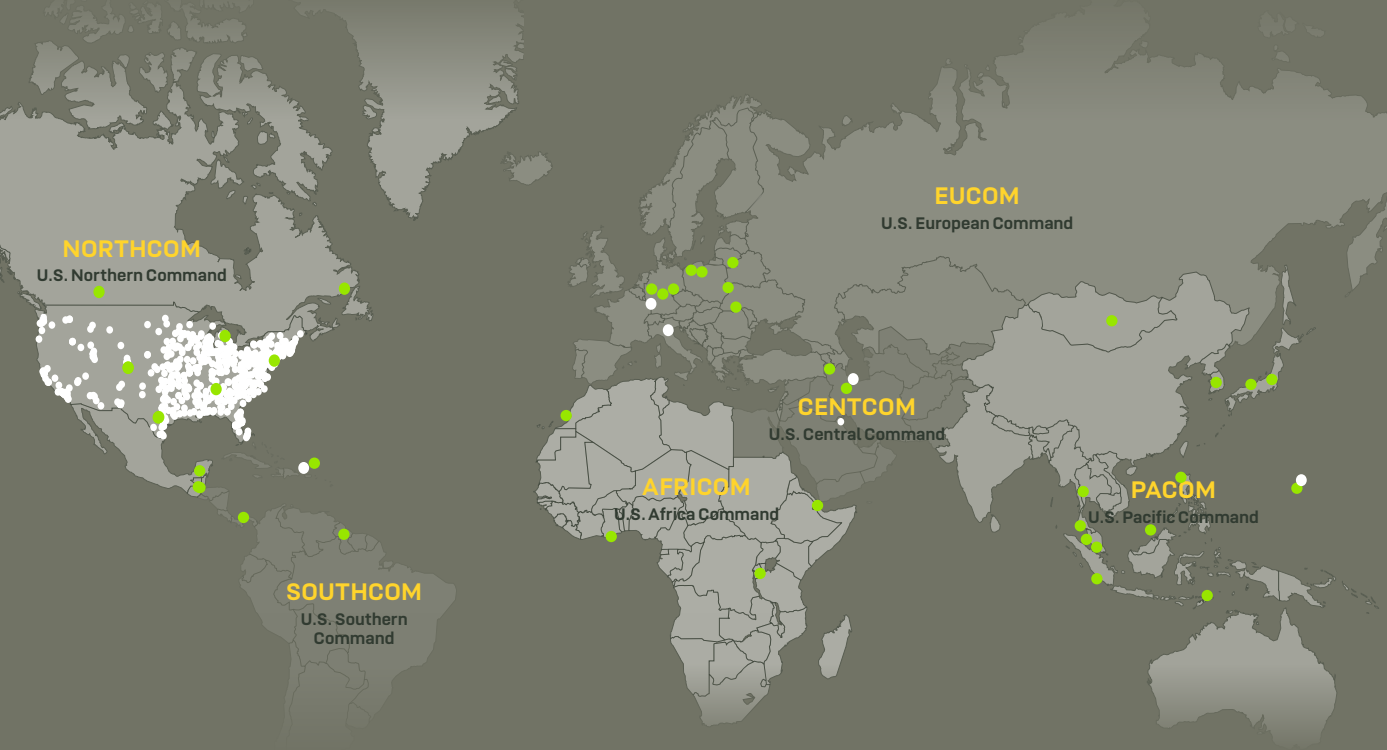 EUCOM
U.S. European Command
NORTHCOM
U.S. Northern Command
CENTCOM
U.S. Central Command
AFRICOM
U.S. Africa Command
PACOM
U.S. Pacific Command
SOUTHCOM
U.S. Southern
Command